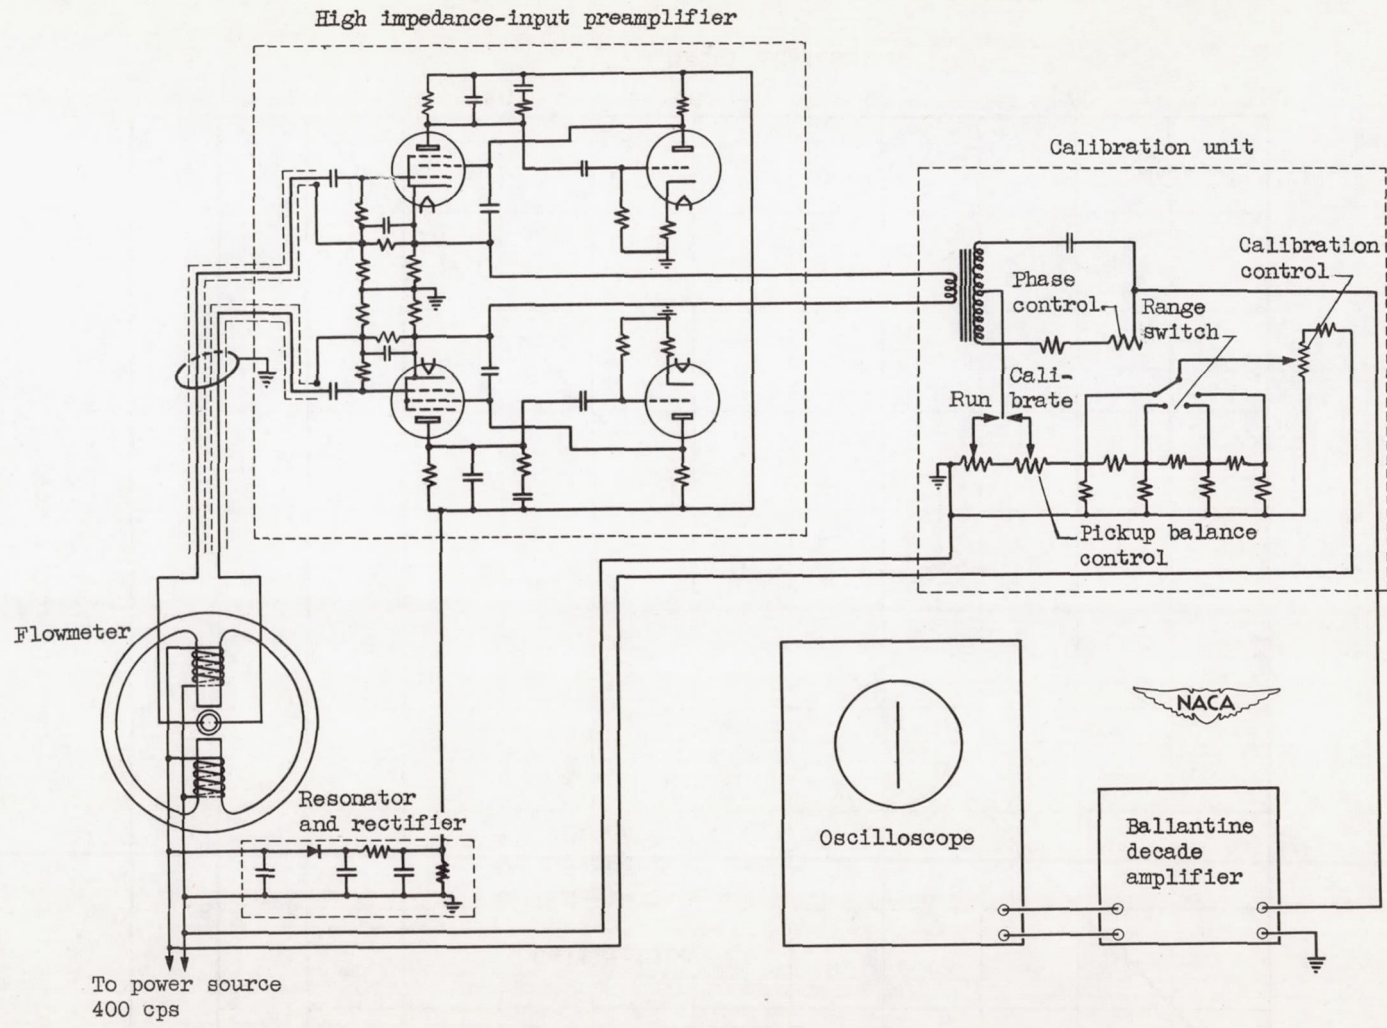 High impedance-input preamplifier
Calibration unit
Calibration
control
Phase
control
Range
switch
Cali-
brate
Run
Pickup balance
control
Flowmeter
NACA
Resonator
and rectifier
Oscilloscope
Ballantine
decade
amplifier
To power source
400 cps